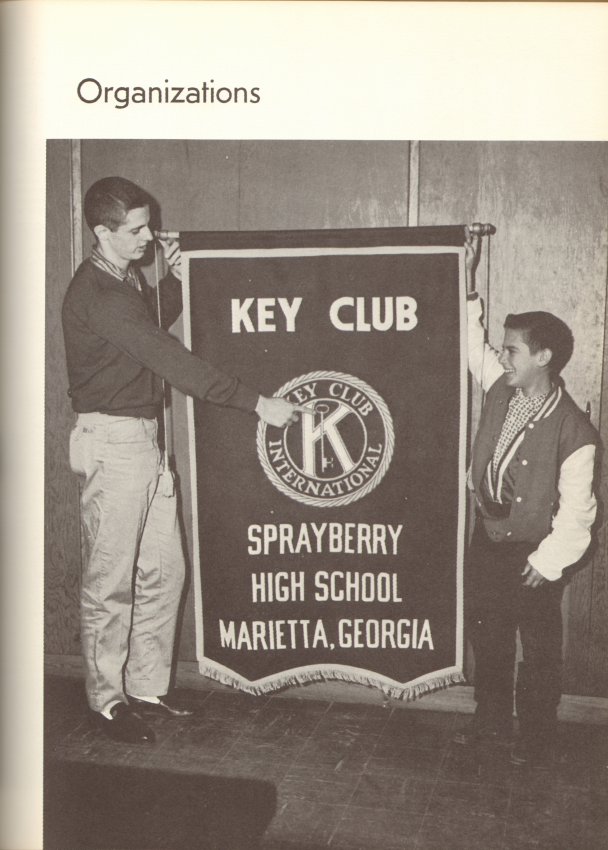 Organizations
KEY CLUB
KEY CLUB
K
INTERNATIONAL
SPRAYBERRY
HIGH SCHOOL
MARIETTA, GEORGIA